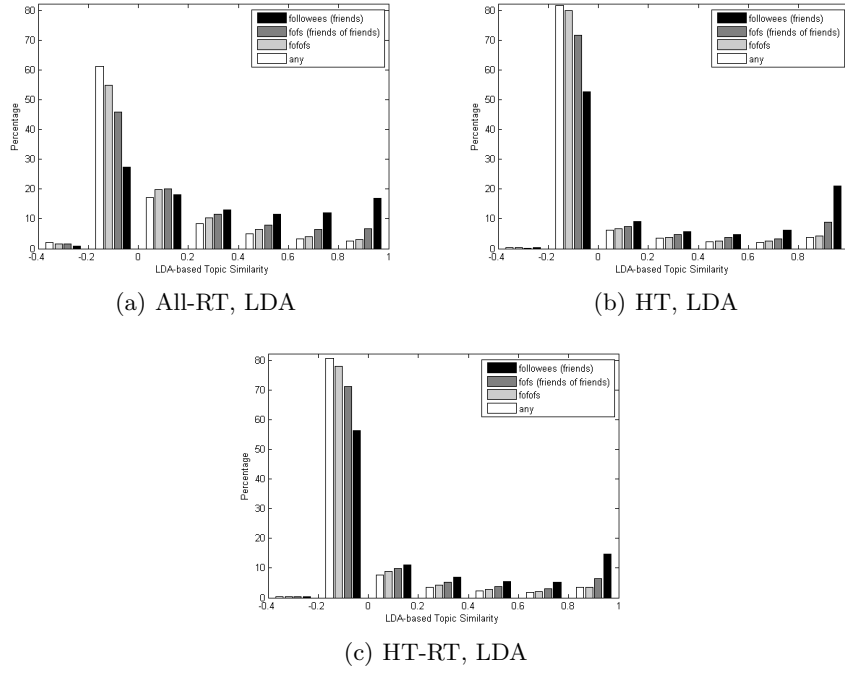 followees (friends)
fofs (friends of friends)
fofofs
any
80
70
60
50
40
30
20
10
0
Percentage
-0.4 -0.2 0 0.2 0.4 0.6 0.8 1
LDA-based Topic Similarity
(a) All-RT, LDA
followees (friends)
fofs (friends of friends)
fofofs
any
80
70
60
50
40
30
20
10
0
Percentage
-0.4 -0.2 0 0.2 0.4 0.6 0.8
LDA-based Topic Similarity
(b) HT, LDA
followees (friends)
fofs (friends of friends)
fofofs
any
80
70
60
50
40
30
20
10
0
Percentage
-0.4 -0.2 0 0.2 0.4 0.6 0.8 1
LDA-based Topic Similarity
(c) HT-RT, LDA